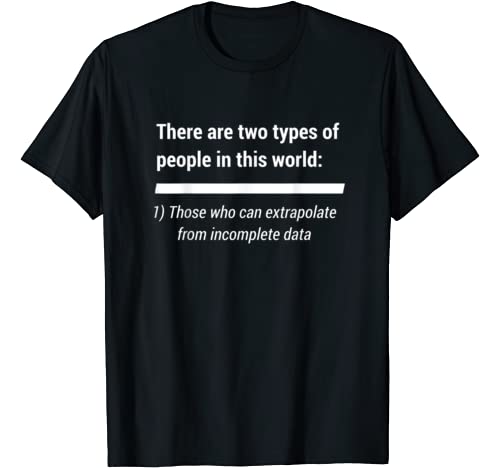 There are two types of
people in this world:
1) Those who can extrapolate
from incomplete data